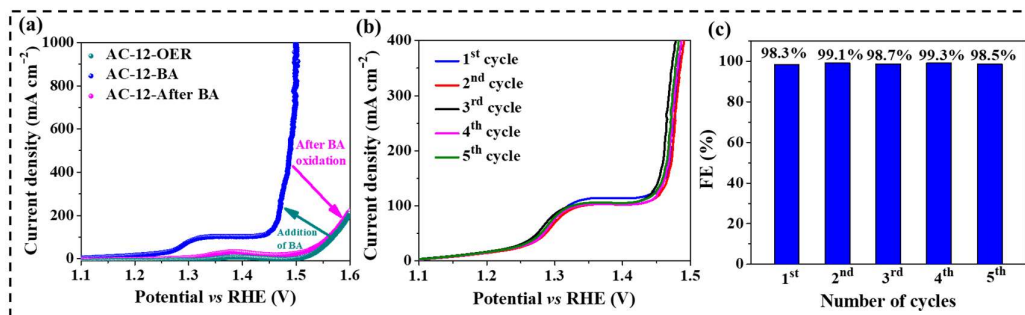 (a)
1000
800
600
400
200
0
Current density (mA cm⁻²)
AC-12-OER
AC-12-BA
AC-12-After BA
After BA
oxidation
Addition
of BA
1.1 1.2 1.3 1.4 1.5 1.6
Potential vs RHE (V)
(b)
400
300
200
100
0
Current density (mA cm⁻²)
1st cycle
2nd cycle
3rd cycle
4th cycle
5th cycle
1.1 1.2 1.3 1.4 1.5
Potential vs RHE (V)
(c)
100
80
60
40
20
0
FE (%)
98.3% 99.1% 98.7% 99.3% 98.5%
1st 2nd 3rd 4th 5th
Number of cycles